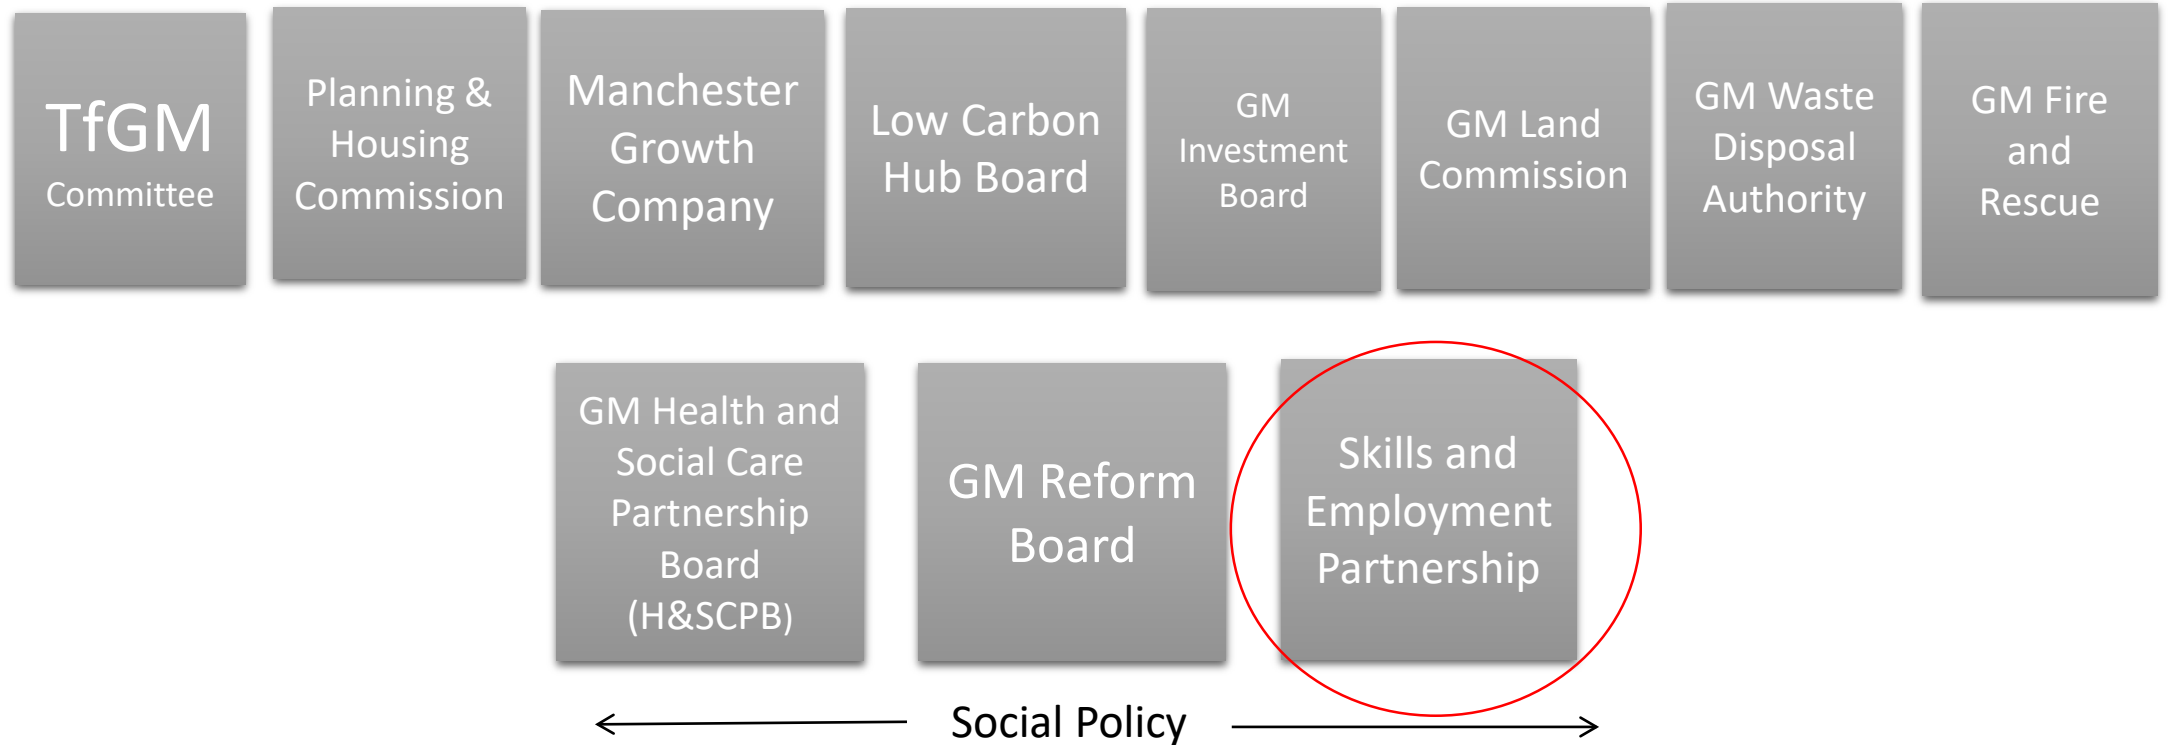 TfGM
Committee
Planning &
Housing
Commission
Manchester
Growth
Company
Low Carbon
Hub Board
GM
Investment
Board
GM Land
Commission
GM Waste
Disposal
Authority
GM Fire
and
Rescue
GM Health and
Social Care
Partnership
Board
(H&SCPB)
GM Reform
Board
Skills and
Employment
Partnership
Social Policy